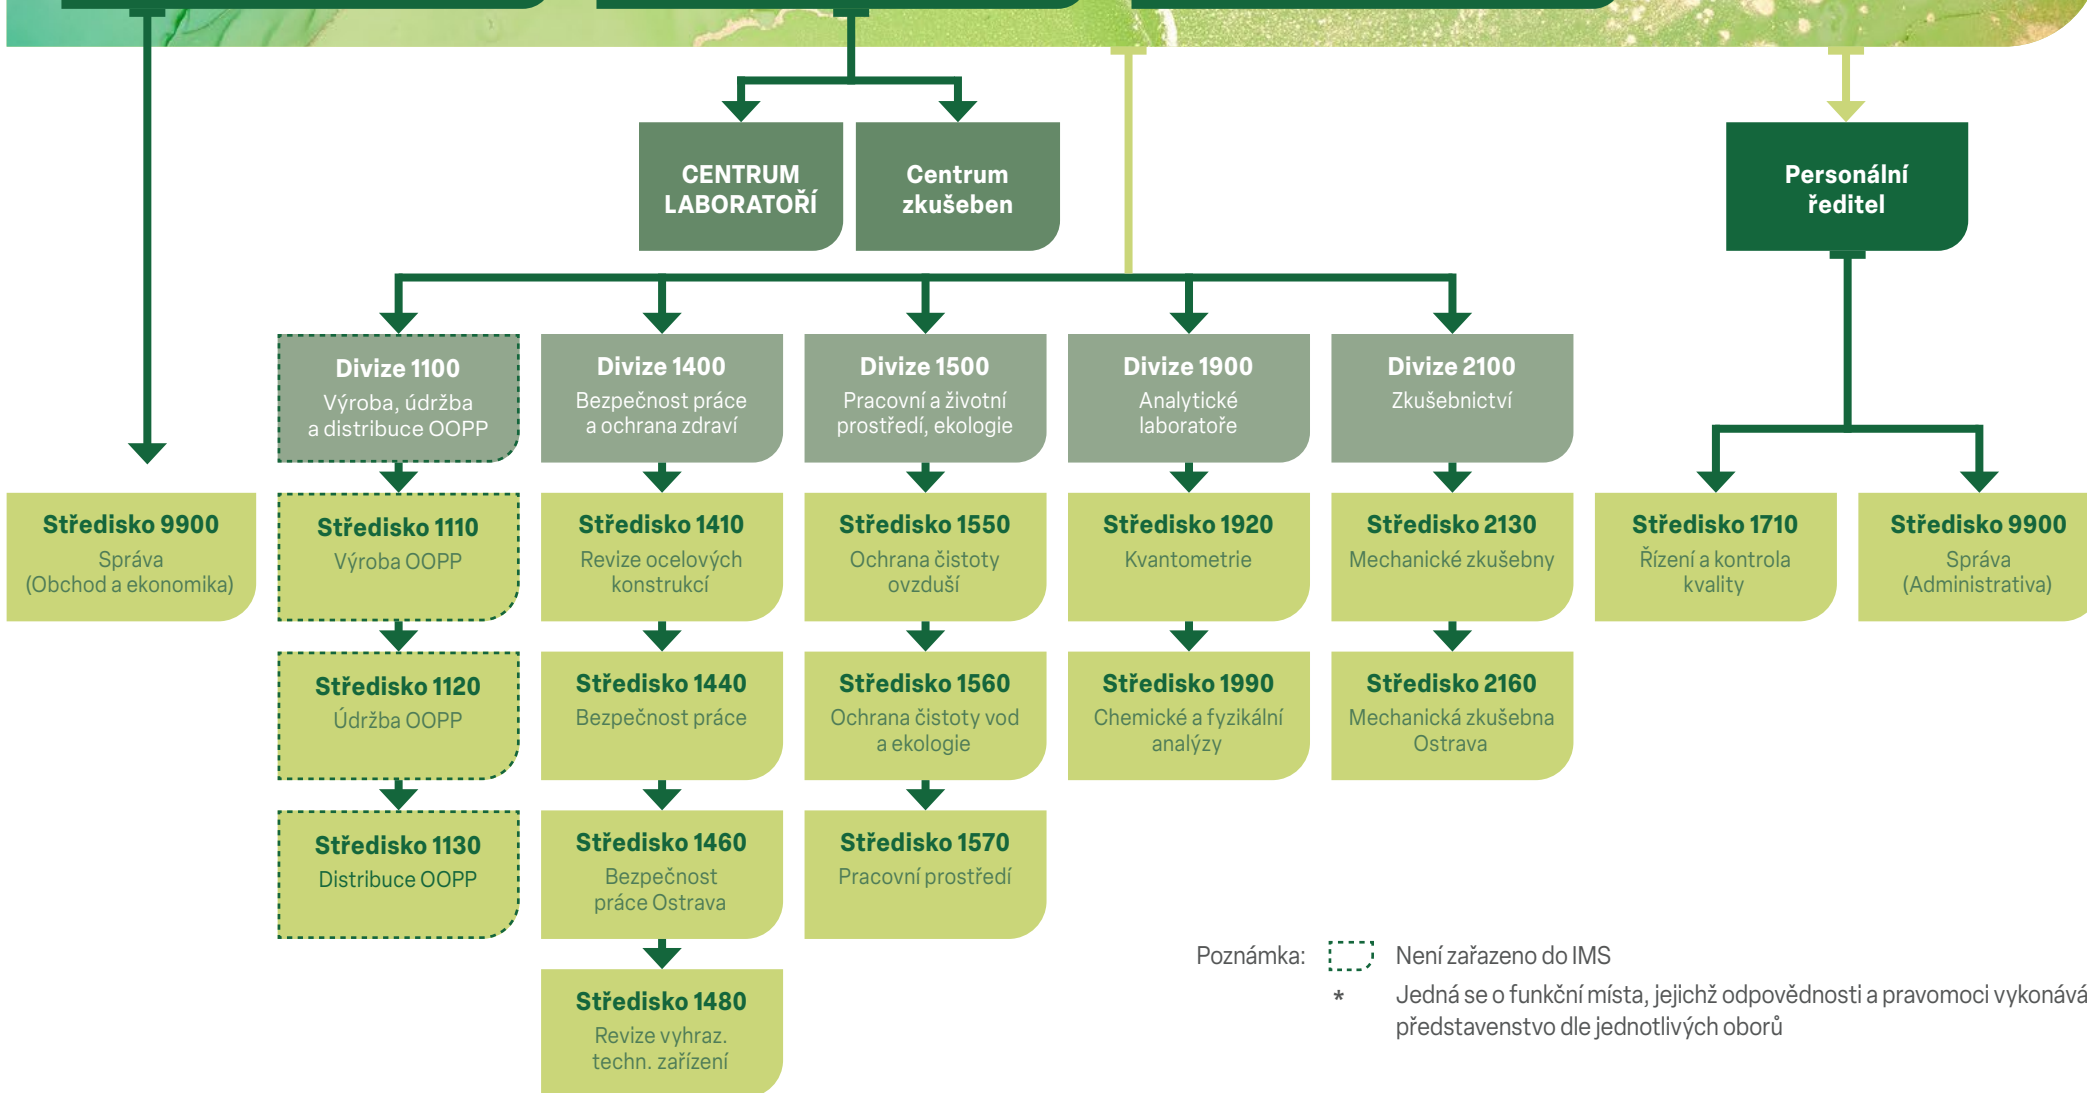 CENTRUM
LABORATOŘÍ
Centrum
zkušeben
Personální
ředitel
Divize 1100
Výroba, údržba
a distribuce OOPP
Divize 1400
Bezpečnost práce
a ochrana zdraví
Divize 1500
Pracovní a životní
prostředí, ekologie
Divize 1900
Analytické
laboratoře
Divize 2100
Zkušebnictví
Středisko 9900
Správa
(Obchod a ekonomika)
Středisko 1110
Výroba OOPP
Středisko 1410
Revize ocelových
konstrukcí
Středisko 1550
Ochrana čistoty
ovzduší
Středisko 1920
Kvantometrie
Středisko 2130
Mechanické zkušebny
Středisko 1710
Řízení a kontrola
kvality
Středisko 9900
Správa
(Administrativa)
Středisko 1120
Údržba OOPP
Středisko 1440
Bezpečnost práce
Středisko 1560
Ochrana čistoty vod
a ekologie
Středisko 1990
Chemické a fyzikální
analýzy
Středisko 2160
Mechanická zkušebna
Ostrava
Středisko 1130
Distribuce OOPP
Středisko 1460
Bezpečnost
práce Ostrava
Středisko 1570
Pracovní prostředí
Středisko 1480
Revize vyhraz.
techn. zařízení
Poznámka: Není zařazeno do IMS
* Jedná se o funkční místa, jejichž odpovědnosti a pravomoci vykonává
představenstvo dle jednotlivých oborů